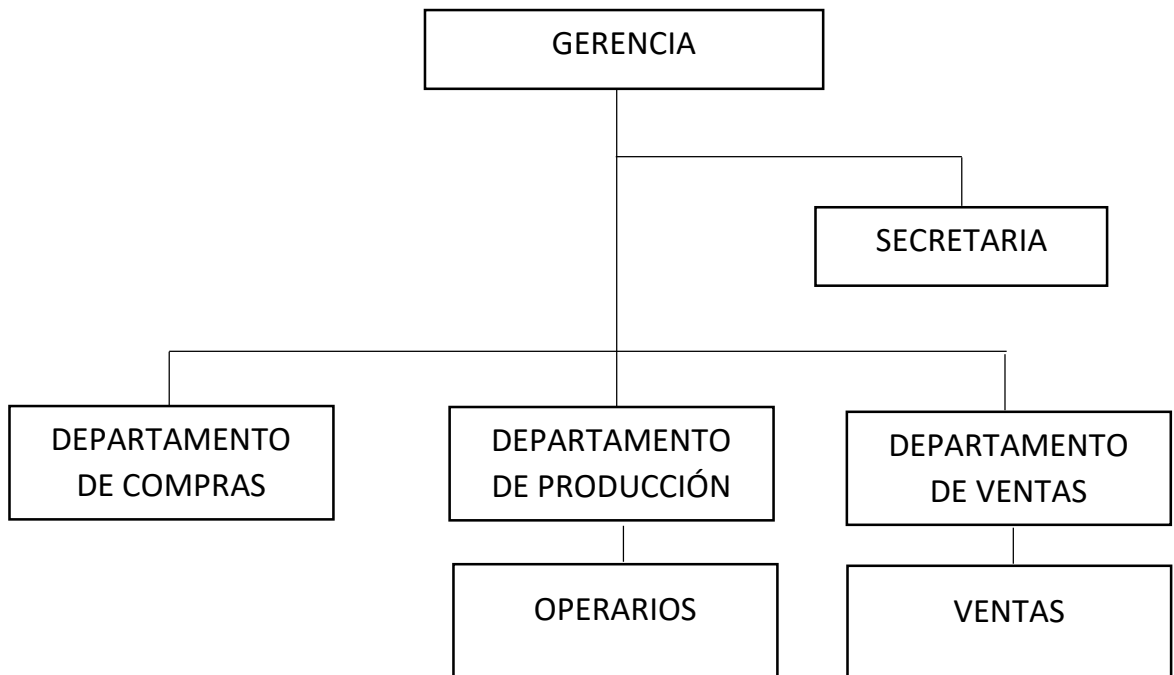 GERENCIA
SECRETARIA
DEPARTAMENTO
DE COMPRAS
DEPARTAMENTO
DE PRODUCCIÓN
DEPARTAMENTO
DE VENTAS
OPERARIOS
VENTAS